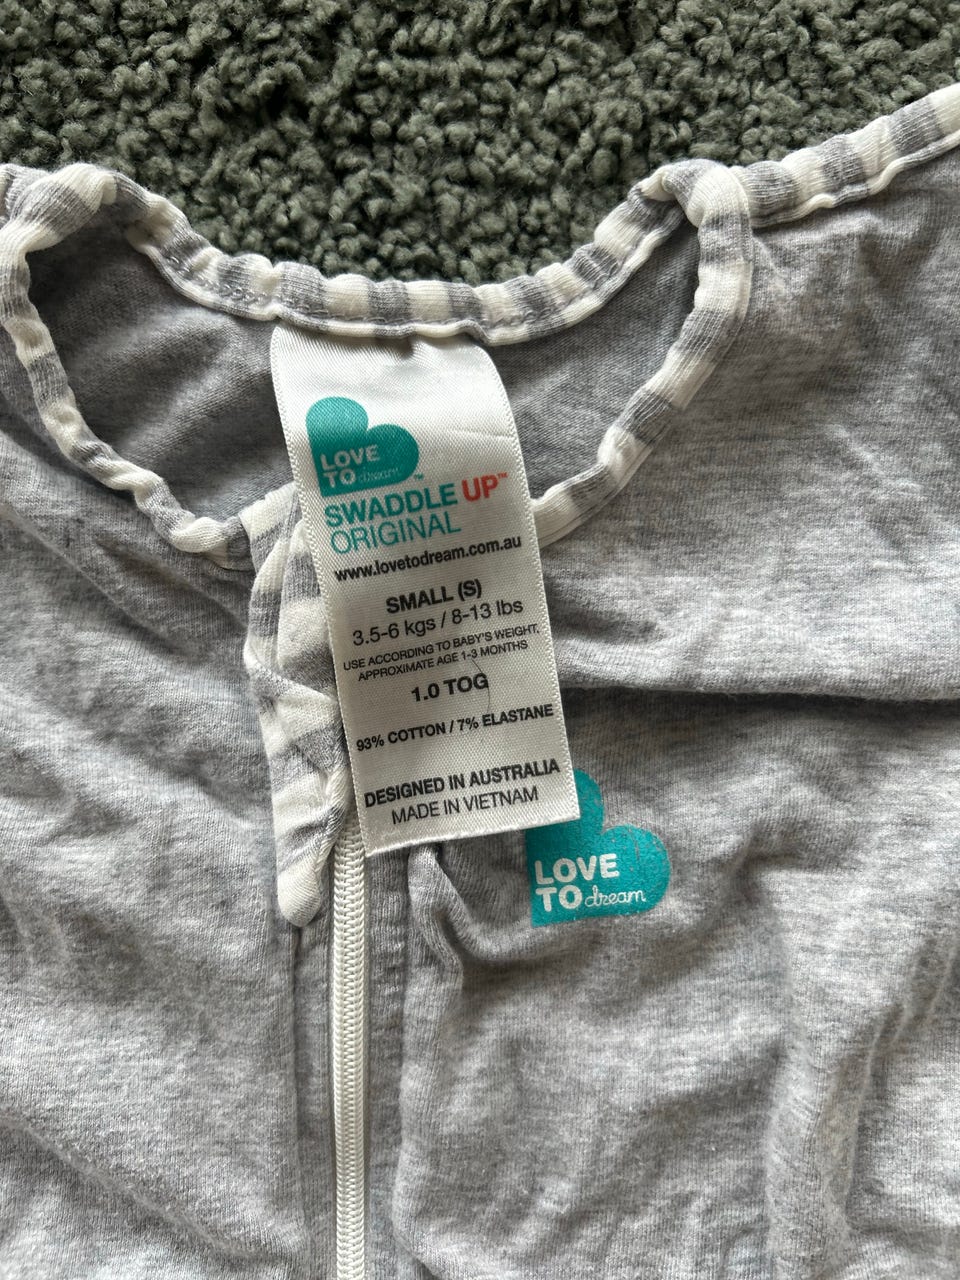 LOVE
TO dream™
SWADDLE UP™
ORIGINAL
www.lovetodream.com.au
SMALL (S)
3.5-6 kgs / 8-13 lbs
USE ACCORDING TO BABY'S WEIGHT.
APPROXIMATE AGE 1-3 MONTHS
1.0 TOG
93% COTTON / 7% ELASTANE
DESIGNED IN AUSTRALIA
MADE IN VIETNAM
LOVE
TO dream